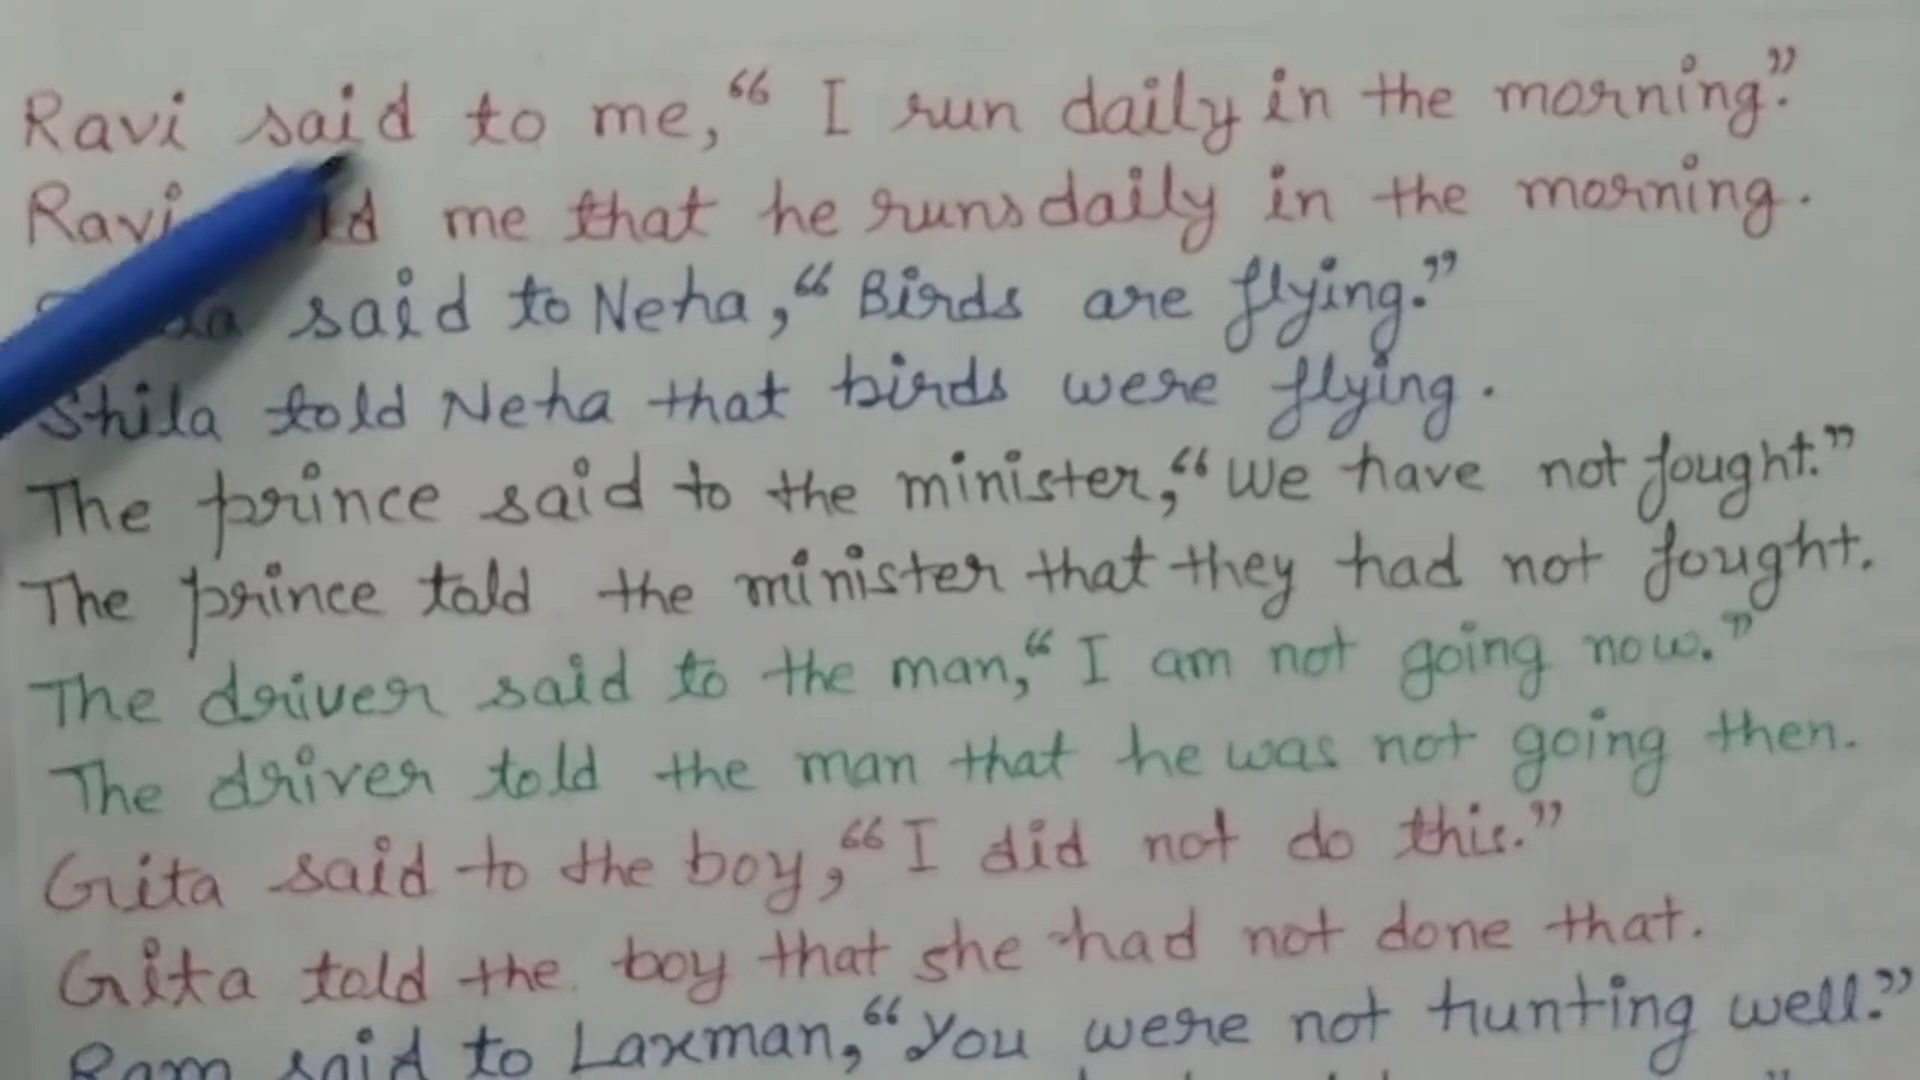 Ravi said to me, “ I run daily in the morning.”
Ravi me that he runs daily in the morning.
said to Neha, “ Birds are flying.”
Shila told Neha that birds were flying.
The prince said to the minister, “ We have not fought.”
The prince told the minister that they had not fought.
The driver said to the man, “ I am not going now.”
The driver told the man that he was not going then.
Gita said to the boy, “ I did not do this.”
Gita told the boy that she had not done that.
Ram said to Laxman, “ You were not hunting well.”